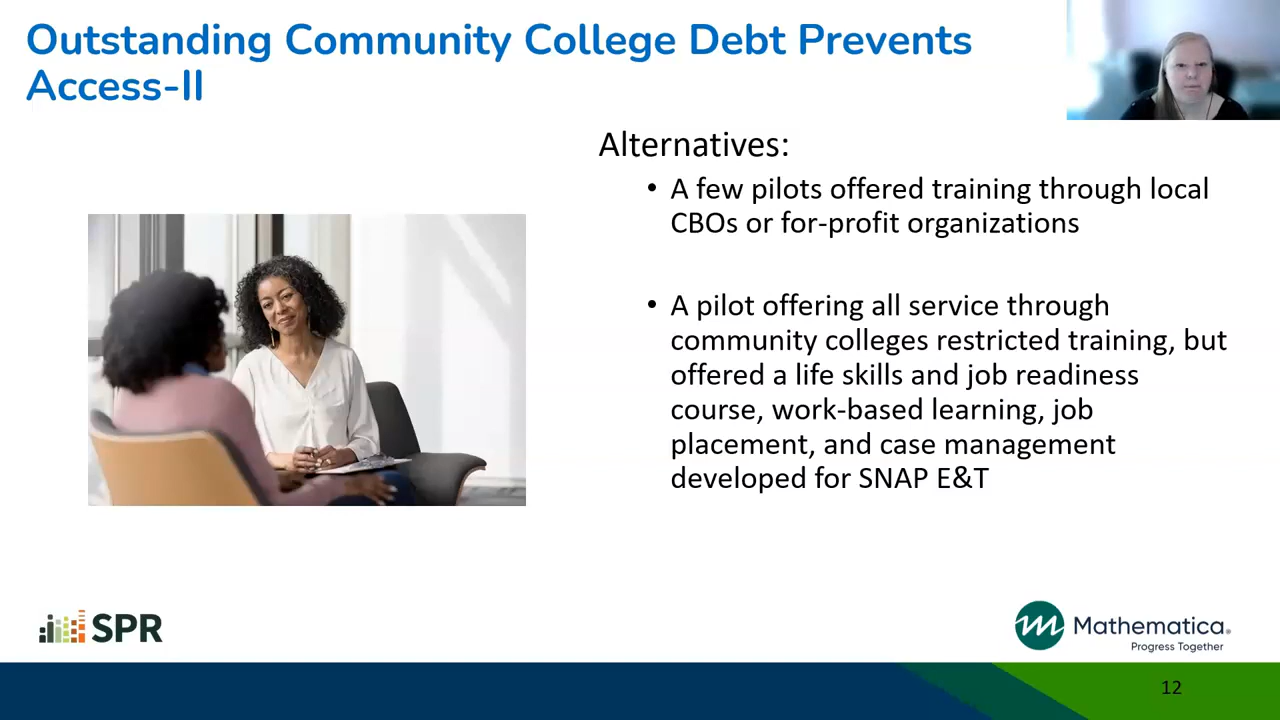 Outstanding Community College Debt Prevents
Access-II
Alternatives:
• A few pilots offered training through local
CBOs or for-profit organizations
• A pilot offering all service through
community colleges restricted training, but
offered a life skills and job readiness
course, work-based learning, job
placement, and case management
developed for SNAP E&T
SPR
Mathematica®
Progress Together
12